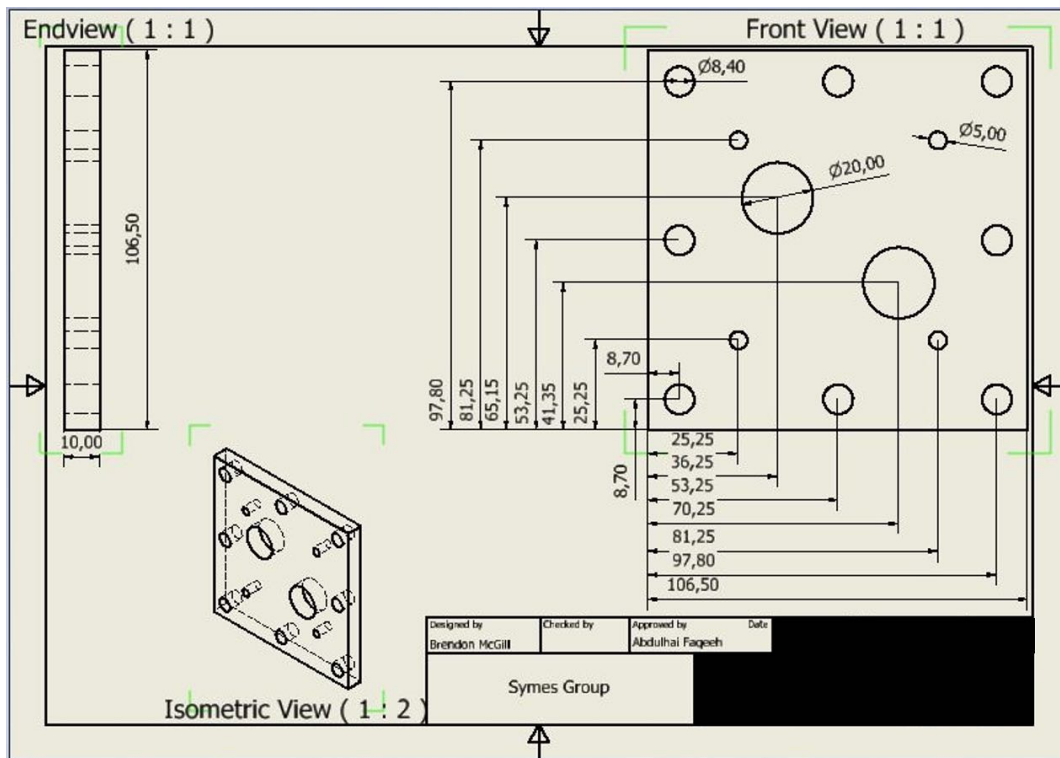 Endview ( 1 : 1 )
Front View ( 1 : 1 )
Ø8,40
Ø5,00
Ø20,00
106,50
10,00
97,80
81,25
65,15
53,25
41,35
25,25
8,70
8,70
25,25
36,25
53,25
70,25
81,25
97,80
106,50
Isometric View ( 1 : 2 )
Designed by
Brendon McGill
Checked by
Approved by
Abdulhai Faqeeh
Date
Symes Group